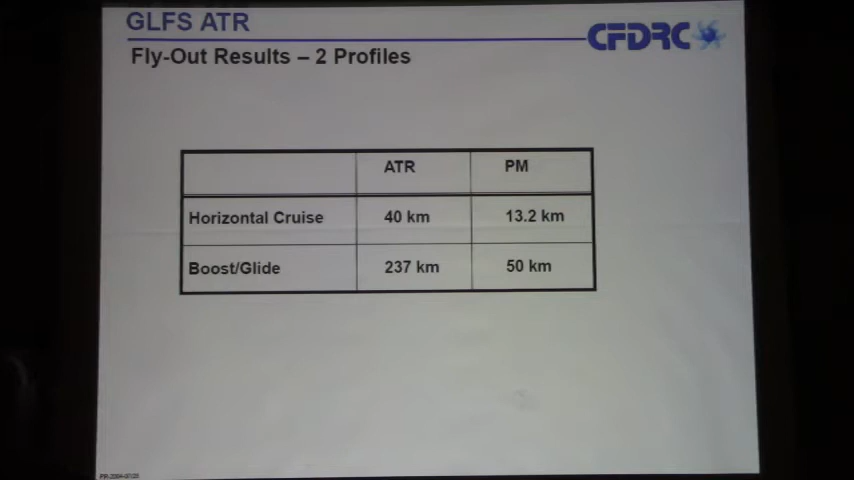 GLFS ATR
CFDRC
Fly-Out Results – 2 Profiles
ATR PM
Horizontal Cruise 40 km 13.2 km
Boost/Glide 237 km 50 km